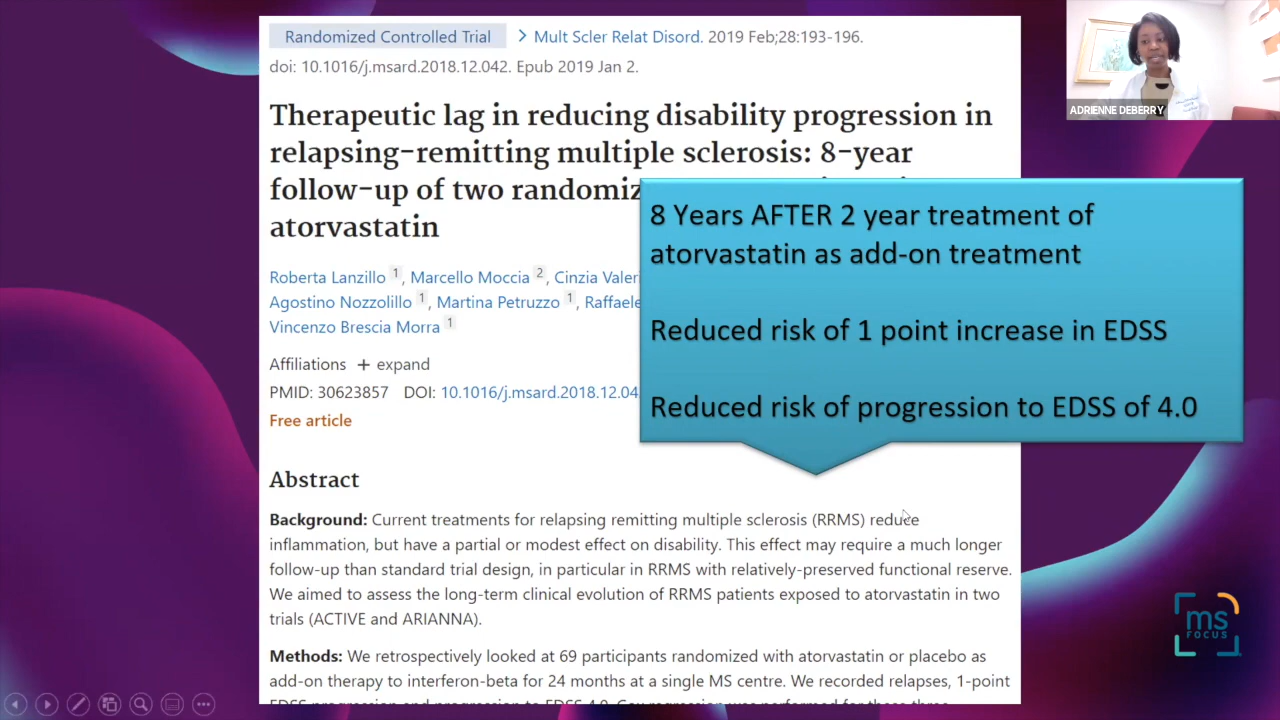 Randomized Controlled Trial > Mult Scler Relat Disord. 2019 Feb;28:193-196.
doi: 10.1016/j.msard.2018.12.042. Epub 2019 Jan 2.
Therapeutic lag in reducing disability progression in
relapsing-remitting multiple sclerosis: 8-year
follow-up of two randomiz
atorvastatin
Roberta Lanzillo 1, Marcello Moccia 2, Cinzia Valeri
Agostino Nozzolillo 1, Martina Petruzzo 1, Raffaele
Vincenzo Brescia Morra 1
Affiliations + expand
PMID: 30623857 DOI: 10.1016/j.msard.2018.12.04
Free article
8 Years AFTER 2 year treatment of
atorvastatin as add-on treatment
Reduced risk of 1 point increase in EDSS
Reduced risk of progression to EDSS of 4.0
Abstract
Background: Current treatments for relapsing remitting multiple sclerosis (RRMS) reduce
inflammation, but have a partial or modest effect on disability. This effect may require a much longer
follow-up than standard trial design, in particular in RRMS with relatively-preserved functional reserve.
We aimed to assess the long-term clinical evolution of RRMS patients exposed to atorvastatin in two
trials (ACTIVE and ARIANNA).
Methods: We retrospectively looked at 69 participants randomized with atorvastatin or placebo as
add-on therapy to interferon-beta for 24 months at a single MS centre. We recorded relapses, 1-point
ADRIENNE DEBERRY
ms
FOCUS